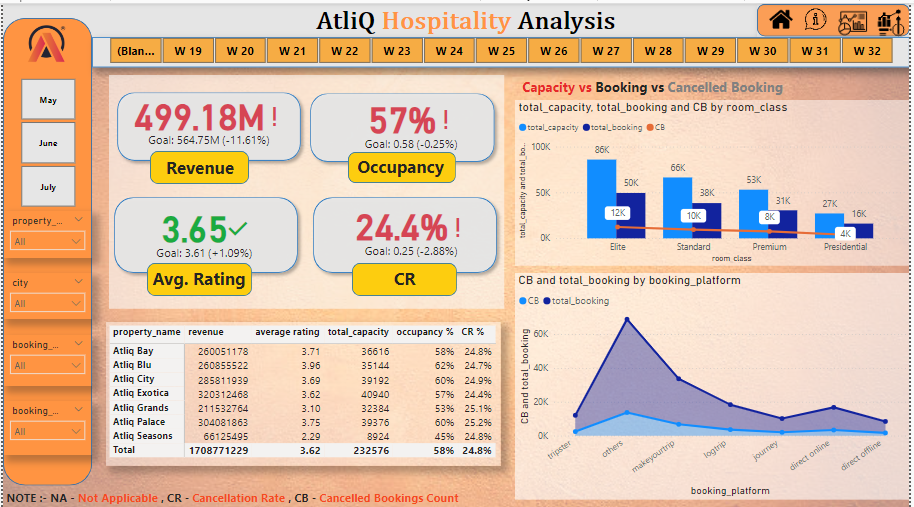 AtliQ Hospitality Analysis
(Blan... W 19 W 20 W 21 W 22 W 23 W 24 W 25 W 26 W 27 W 28 W 29 W 30 W 31 W 32
May
June
July
property_...
All
city
All
booking_...
All
booking_...
All
499.18M!
Goal: 564.75M (-11.61%)
Revenue
57%!
Goal: 0.58 (-0.25%)
Occupancy
3.65
Goal: 3.61 (+1.09%)
Avg. Rating
24.4%!
Goal: 0.25 (-2.88%)
CR
property_name revenue average rating total_capacity occupancy % CR %
Atliq Bay 260051178 3.71 36616 58% 24.8%
Atliq Blu 260855522 3.96 35144 62% 24.7%
Atliq City 285811939 3.69 39192 60% 24.9%
Atliq Exotica 320312468 3.62 40940 57% 24.4%
Atliq Grands 211532764 3.10 32384 53% 25.1%
Atliq Palace 304081863 3.75 39376 60% 25.2%
Atliq Seasons 66125495 2.29 8924 45% 24.8%
Total 1708771229 3.62 232576 58% 24.8%
Capacity vs Booking vs Cancelled Booking
total_capacity, total_booking and CB by room_class
total_capacity total_booking CB
total_capacity and total_bo...
100K
50K
0K
86K 50K 12K
66K 38K 10K
53K 31K 8K
27K 16K 4K
Elite Standard Premium Presidential
room_class
CB and total_booking by booking_platform
CB total_booking
CB and total_booking
60K
40K
20K
0K
tripster others makeyourtrip logtrip journey direct online direct offline
booking_platform
NOTE :- NA - Not Applicable , CR - Cancellation Rate , CB - Cancelled Bookings Count